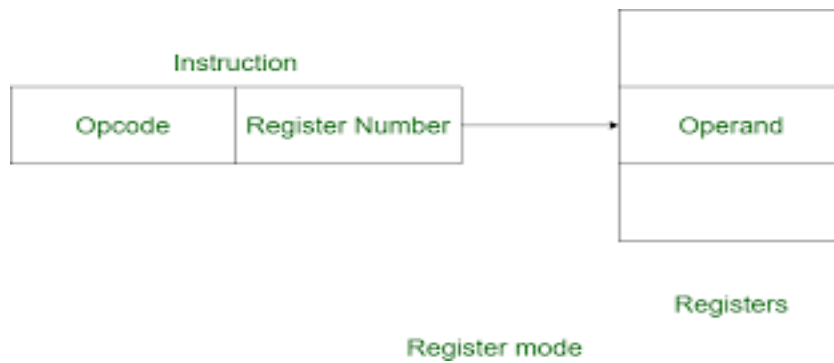 Instruction
Opcode
Register Number
Operand
Registers
Register mode